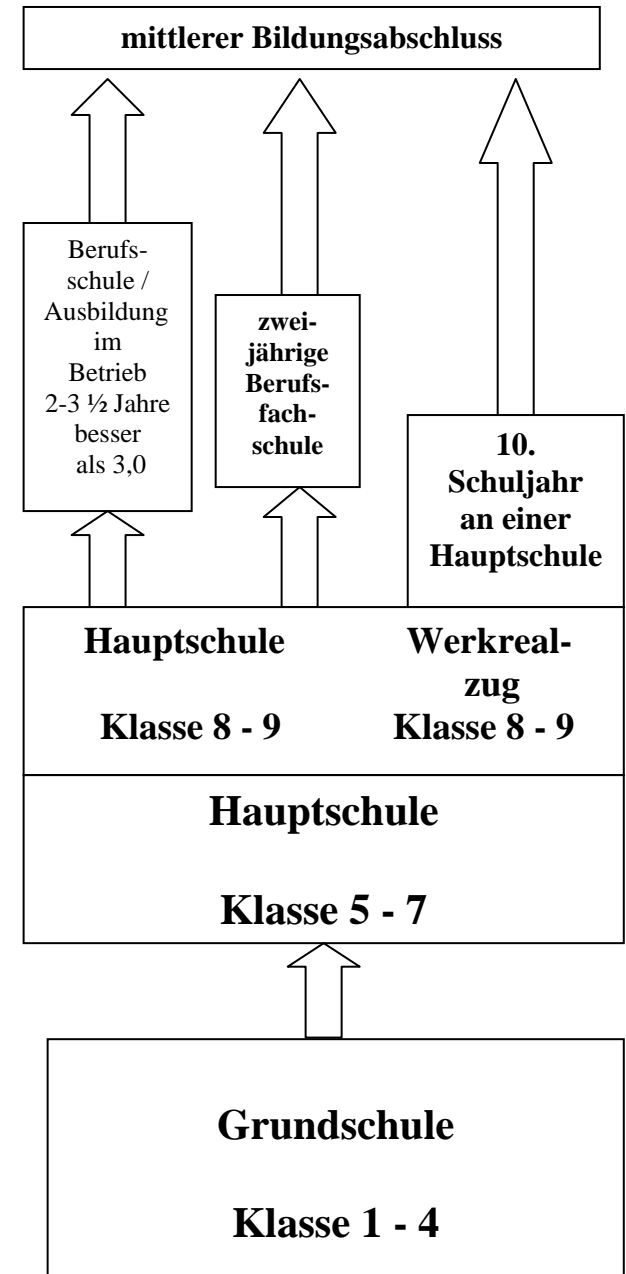 mittlerer Bildungsabschluss
Berufs-
schule /
Ausbildung
im
Betrieb
2-3 ½ Jahre
besser
als 3,0
zwei-
jährige
Berufs-
fach-
schule
10.
Schuljahr
an einer
Hauptschule
Hauptschule
Klasse 8 - 9
Werkreal-
zug
Klasse 8 - 9
Hauptschule
Klasse 5 - 7
Grundschule
Klasse 1 - 4